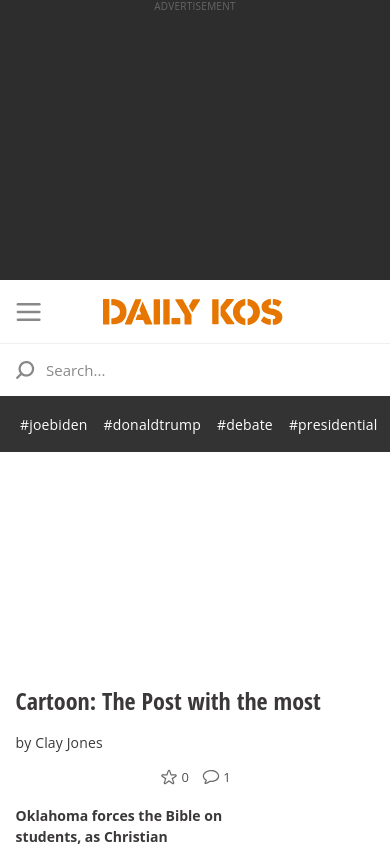 ADVERTISEMENT
DAILY KOS
Search...
#joebiden #donaldtrump #debate #presidential
Cartoon: The Post with the most
by Clay Jones
0 1
Oklahoma forces the Bible on
students, as Christian